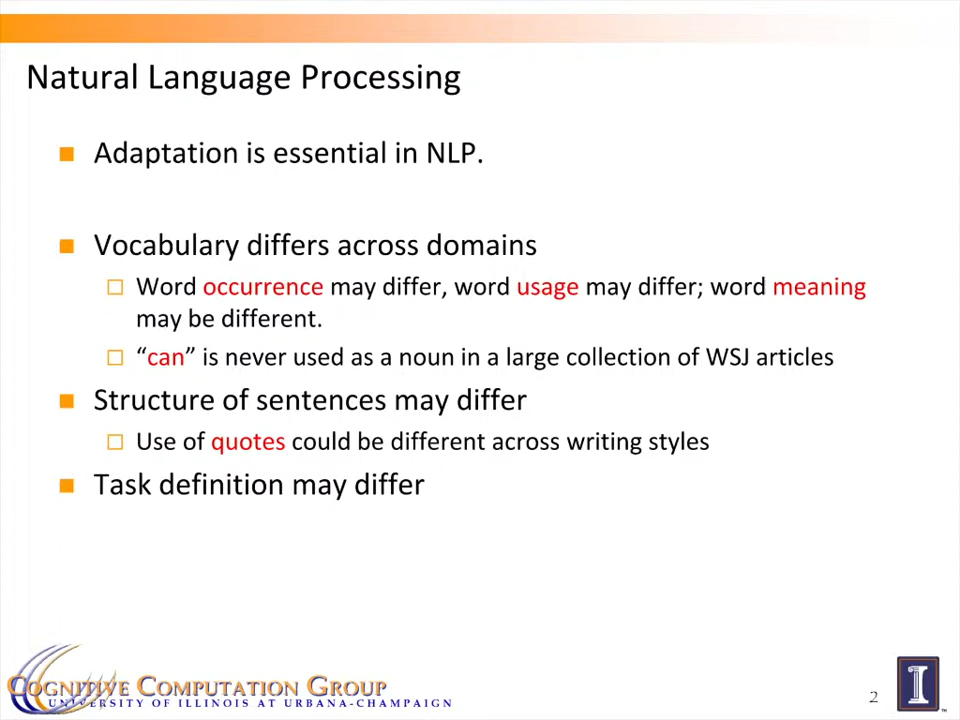 Natural Language Processing
Adaptation is essential in NLP.
Vocabulary differs across domains
Word occurrence may differ, word usage may differ; word meaning
may be different.
“can” is never used as a noun in a large collection of WSJ articles
Structure of sentences may differ
Use of quotes could be different across writing styles
Task definition may differ
COGNITIVE COMPUTATION GROUP
UNIVERSITY OF ILLINOIS AT URBANA-CHAMPAIGN
2
I
TM